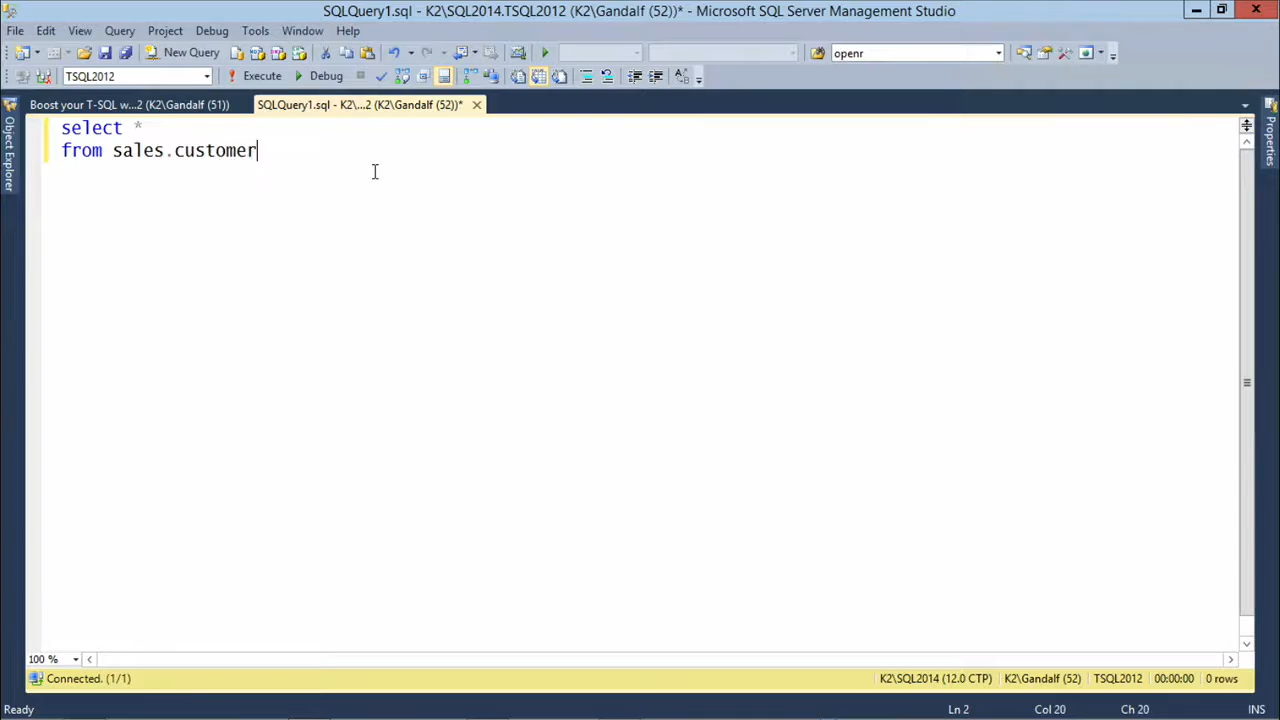 SQLQuery1.sql - K2\SQL2014.TSQL2012 (K2\Gandalf (52))* - Microsoft SQL Server Management Studio
File Edit View Query Project Debug Tools Window Help
New Query openr
TSQL2012 Execute Debug
Boost your T-SQL w...2 (K2\Gandalf (51)) SQLQuery1.sql - K2\...2 (K2\Gandalf (52))*
Object Explorer
Properties
select *
from sales.customer
100 %
Connected. (1/1) K2\SQL2014 (12.0 CTP) K2\Gandalf (52) TSQL2012 00:00:00 0 rows
Ready Ln 2 Col 20 Ch 20 INS